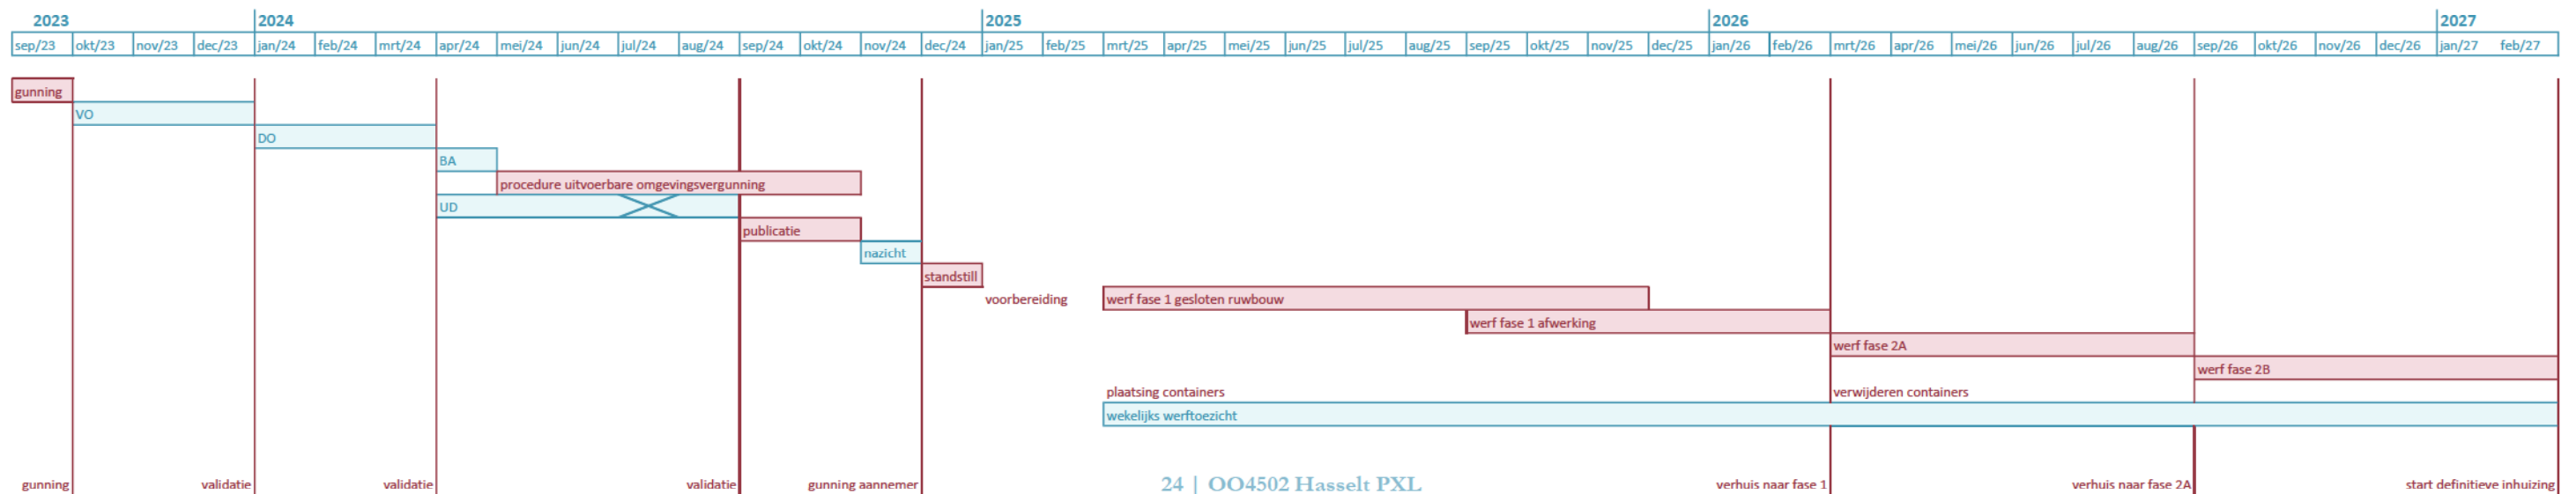 2023 2024 2025 2026 2027
sep/23 okt/23 nov/23 dec/23 jan/24 feb/24 mrt/24 apr/24 mei/24 jun/24 jul/24 aug/24 sep/24 okt/24 nov/24 dec/24 jan/25 feb/25 mrt/25 apr/25 mei/25 jun/25 jul/25 aug/25 sep/25 okt/25 nov/25 dec/25 jan/26 feb/26 mrt/26 apr/26 mei/26 jun/26 jul/26 aug/26 sep/26 okt/26 nov/26 dec/26 jan/27 feb/27
gunning
VO
DO
BA
procedure uitvoerbare omgevingsvergunning
UD
publicatie
nazicht
standstill
voorbereiding werf fase 1 gesloten ruwbouw
werf fase 1 afwerking
werf fase 2A
werf fase 2B
plaatsing containers verwijderen containers
wekelijks werftoezicht
gunning validatie validatie validatie gunning aannemer 24 | OO4502 Hasselt PXL verhuis naar fase 1 verhuis naar fase 2A start definitieve inhuizing